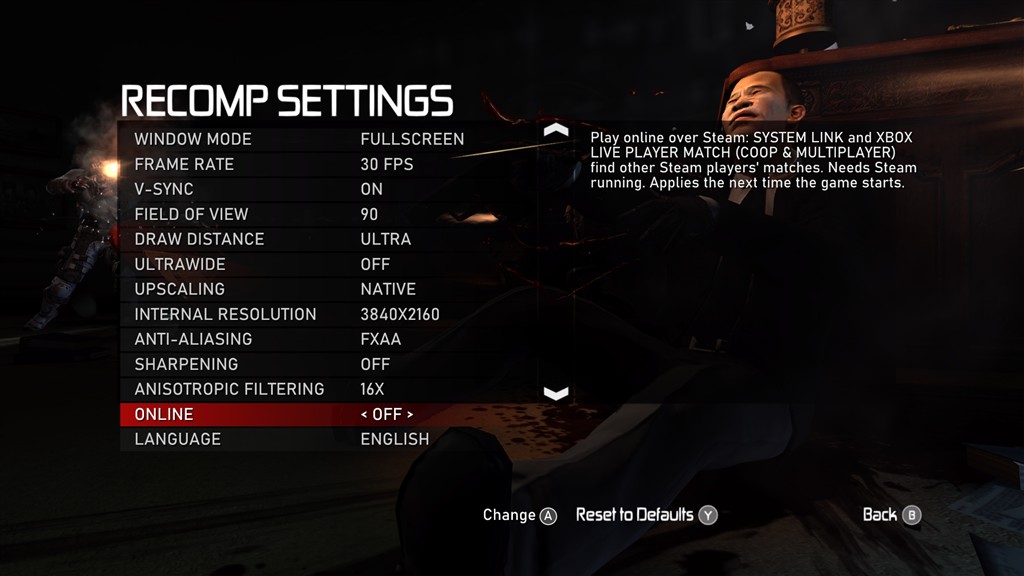 RECOMP SETTINGS
WINDOW MODE FULLSCREEN
FRAME RATE 30 FPS
V-SYNC ON
FIELD OF VIEW 90
DRAW DISTANCE ULTRA
ULTRAWIDE OFF
UPSCALING NATIVE
INTERNAL RESOLUTION 3840X2160
ANTI-ALIASING FXAA
SHARPENING OFF
ANISOTROPIC FILTERING 16X
ONLINE < OFF >
LANGUAGE ENGLISH
Play online over Steam: SYSTEM LINK and XBOX
LIVE PLAYER MATCH (COOP & MULTIPLAYER)
find other Steam players' matches. Needs Steam
running. Applies the next time the game starts.
Change A Reset to Defaults Y Back B